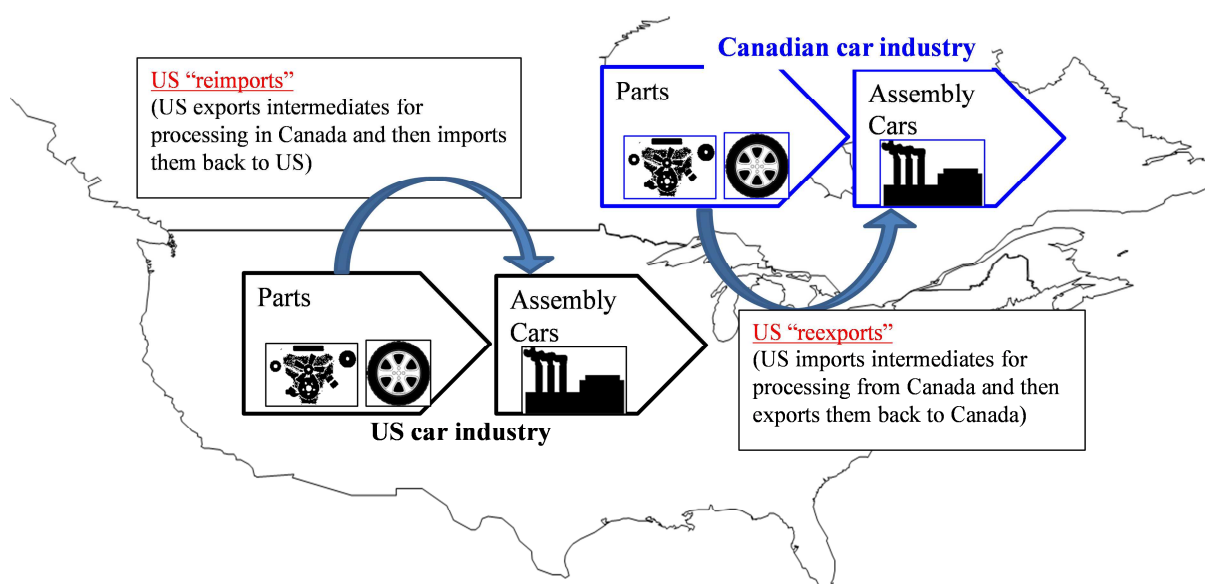 Canadian car industry
US “reimports”
(US exports intermediates for
processing in Canada and then imports
them back to US)
Parts
Assembly
Cars
Parts
Assembly
Cars
US car industry
US “reexports”
(US imports intermediates for
processing from Canada and then
exports them back to Canada)